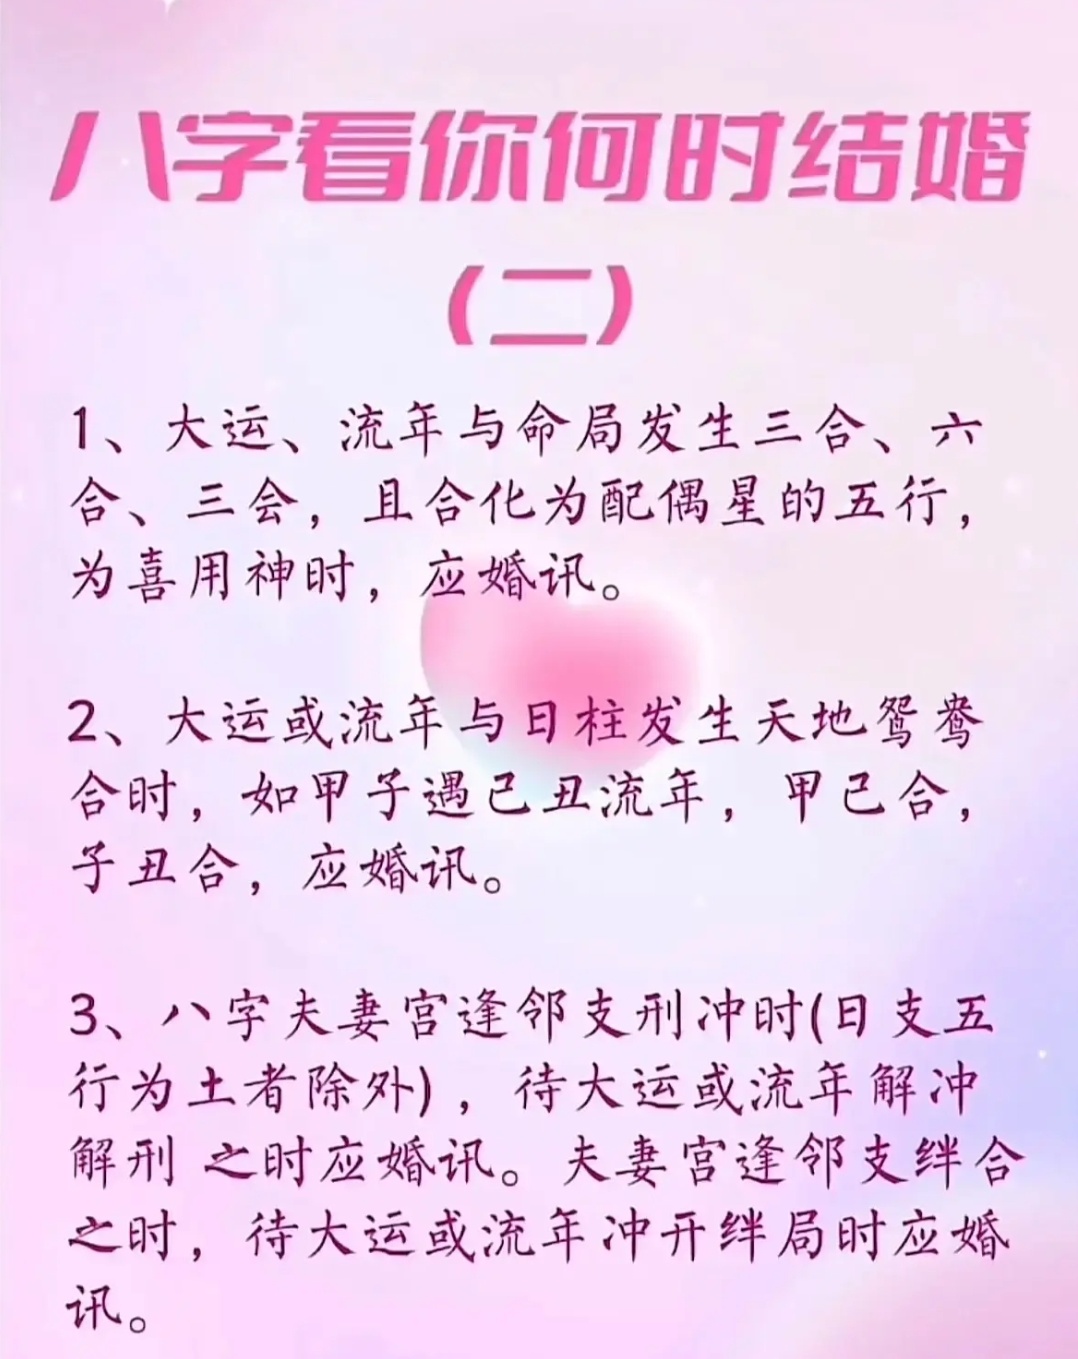 八字看你何时结婚
(二)
1、大运、流年与命局发生三合、六
合、三会，且合化为配偶星的五行，
为喜用神时，应婚讯。
2、大运或流年与日柱发生天地鸳鸯
合时，如甲子遇己丑流年，甲己合，
子丑合，应婚讯。
3、八字夫妻宫逢邻支刑冲时(日支五
行为土者除外)，待大运或流年解冲
解刑 之时应婚讯。夫妻宫逢邻支绊合
之时，待大运或流年冲开绊局时应婚
讯。